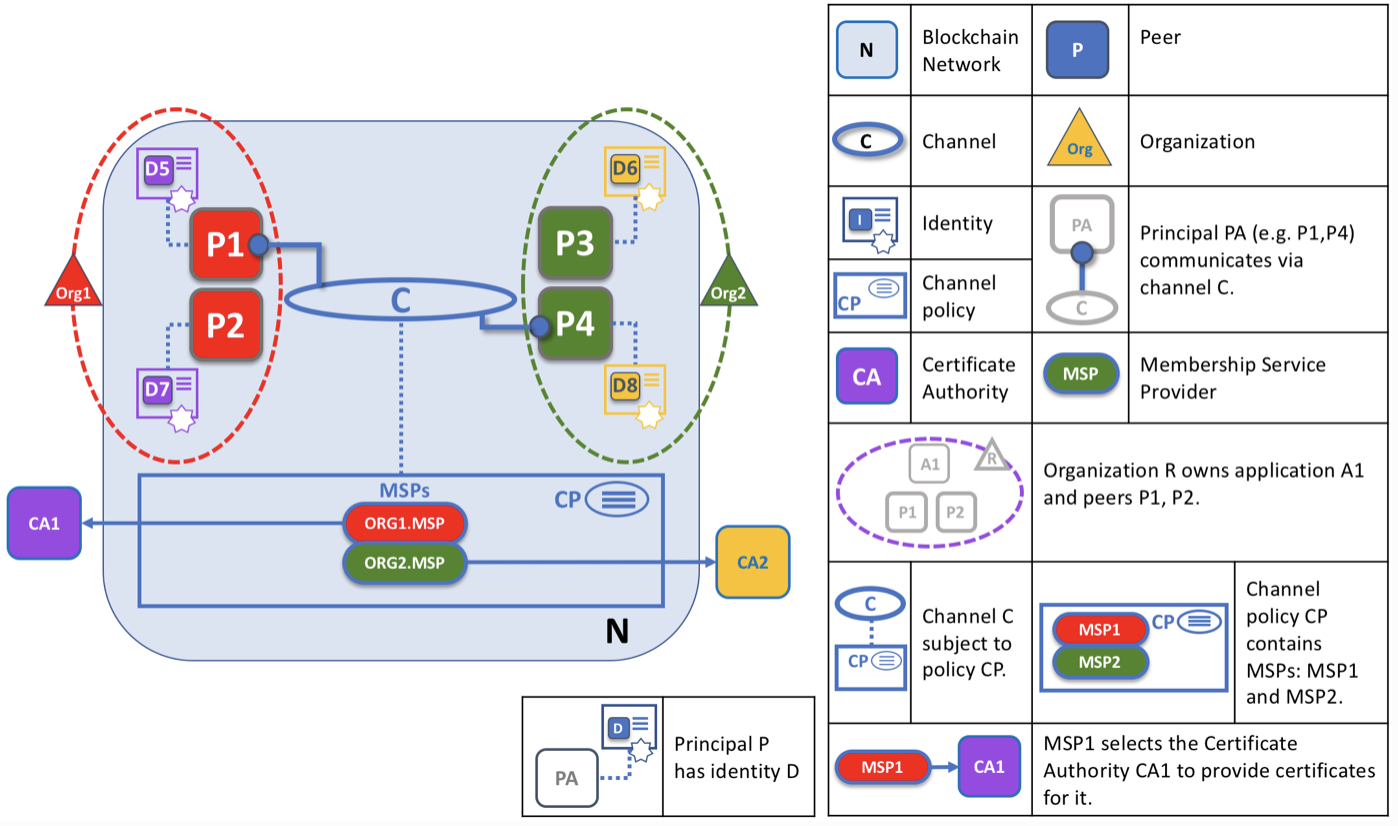 D5
D6
P1
P3
Org1
Org2
C
P2
P4
D7
D8
MSPs
CP
CA1
ORG1.MSP
ORG2.MSP
CA2
N
D
PA
Principal P
has identity D
N
Blockchain
Network
P
Peer
C
Channel
Org
Organization
I
Identity
PA
C
Principal PA (e.g. P1,P4)
communicates via
channel C.
CP
Channel
policy
CA
Certificate
Authority
MSP
Membership Service
Provider
A1
R
P1
P2
Organization R owns application A1
and peers P1, P2.
C
CP
Channel C
subject to
policy CP.
MSP1
MSP2
CP
Channel
policy CP
contains
MSPs: MSP1
and MSP2.
MSP1
CA1
MSP1 selects the Certificate
Authority CA1 to provide certificates
for it.